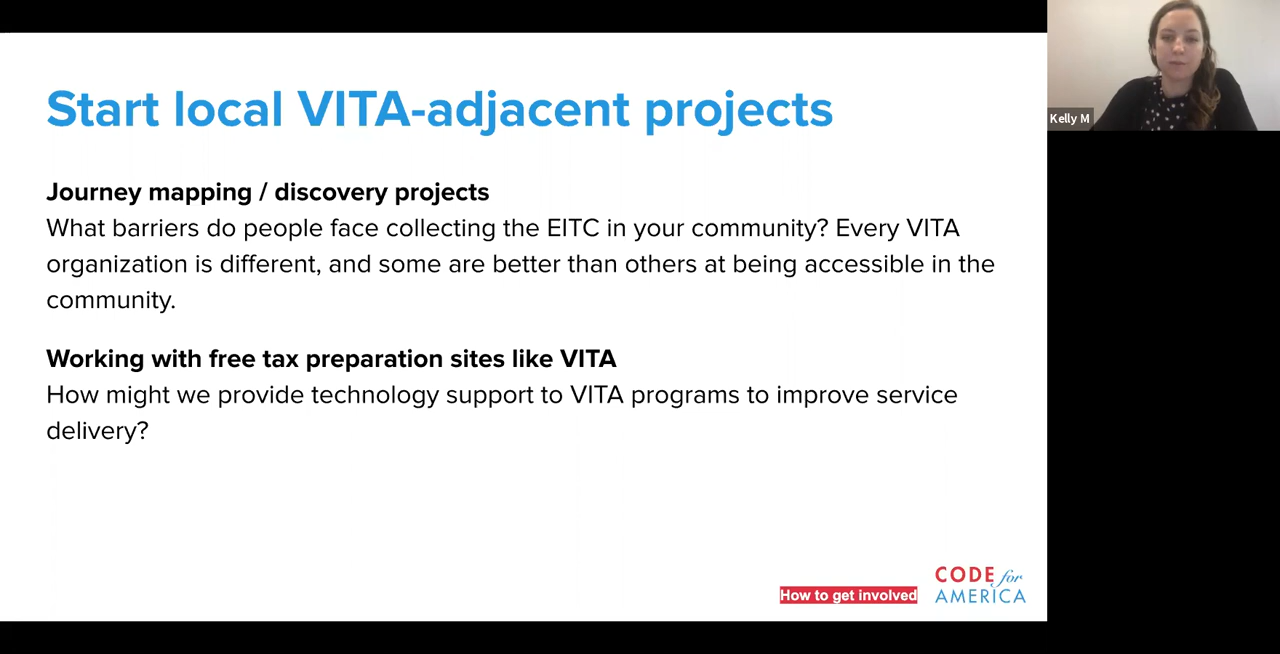 Start local VITA-adjacent projects
Kelly M
Journey mapping / discovery projects
What barriers do people face collecting the EITC in your community? Every VITA
organization is different, and some are better than others at being accessible in the
community.
Working with free tax preparation sites like VITA
How might we provide technology support to VITA programs to improve service
delivery?
How to get involved
CODE for
AMERICA